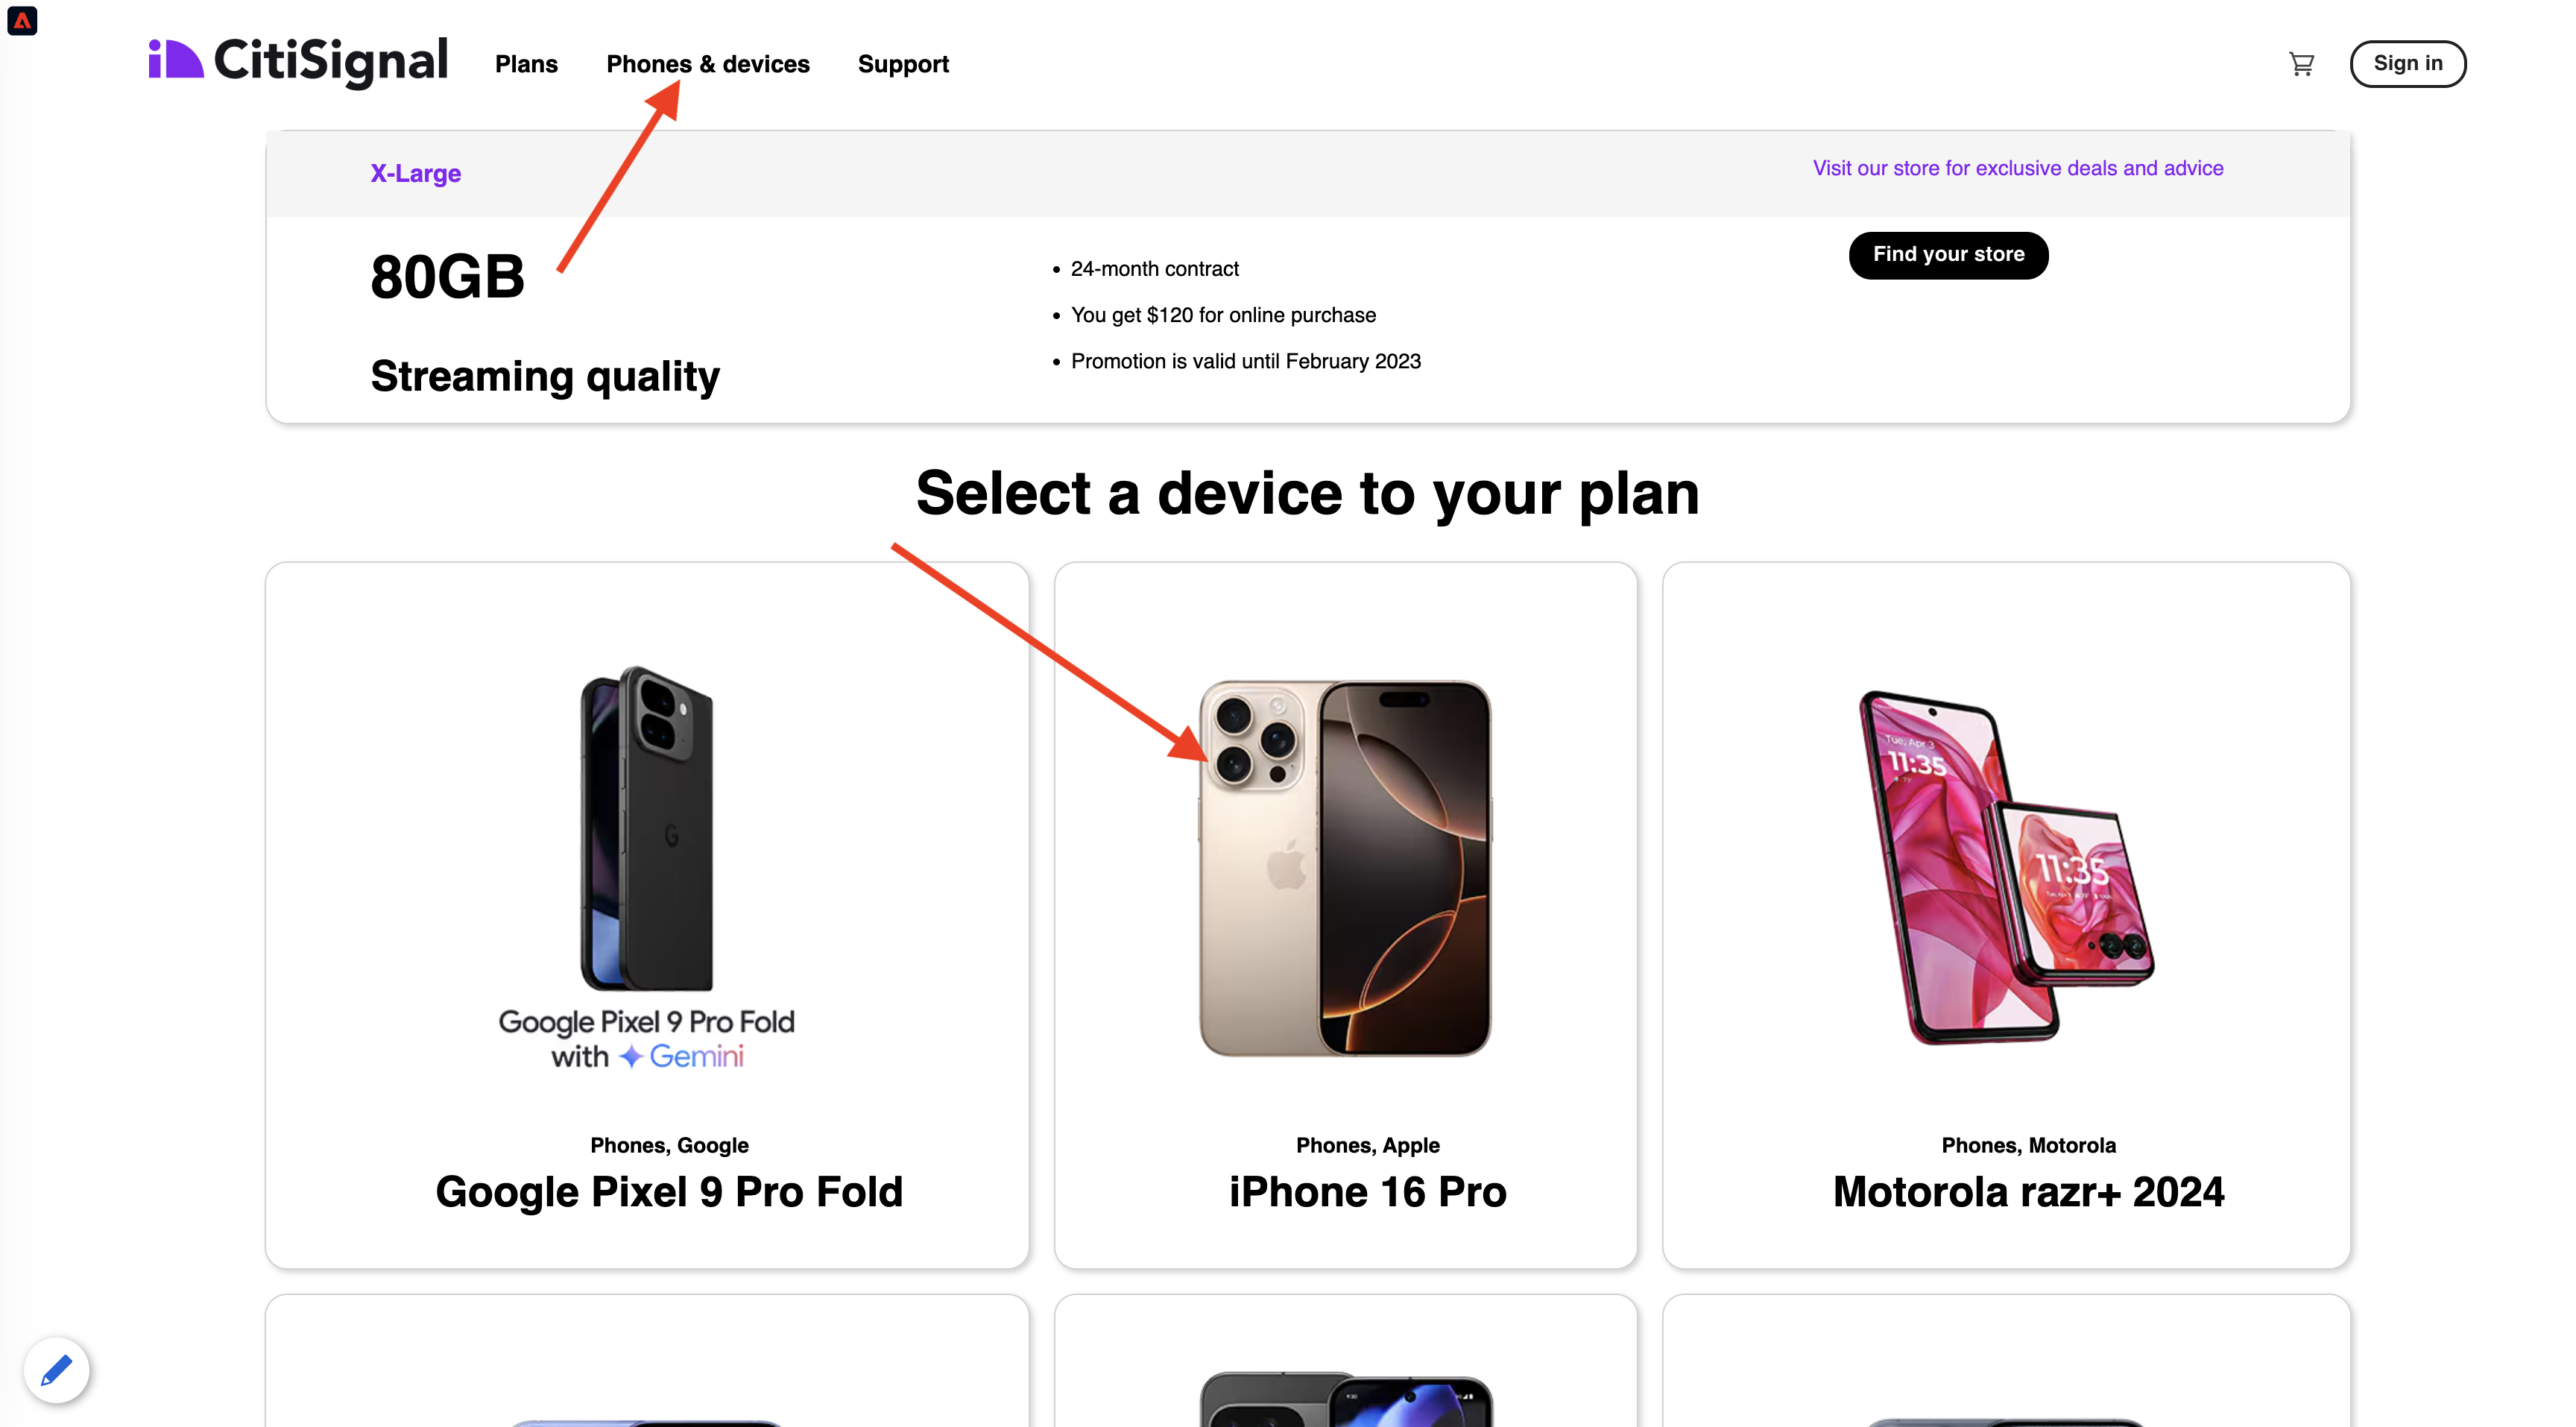 CitiSignal Plans Phones & devices Support Sign in
X-Large
Visit our store for exclusive deals and advice
80GB
Streaming quality
24-month contract
You get $120 for online purchase
Promotion is valid until February 2023
Find your store
Select a device to your plan
Google Pixel 9 Pro Fold
with Gemini
Phones, Google
Google Pixel 9 Pro Fold
Phones, Apple
iPhone 16 Pro
Tue, Apr 3
11:35
11:35
Phones, Motorola
Motorola razr+ 2024